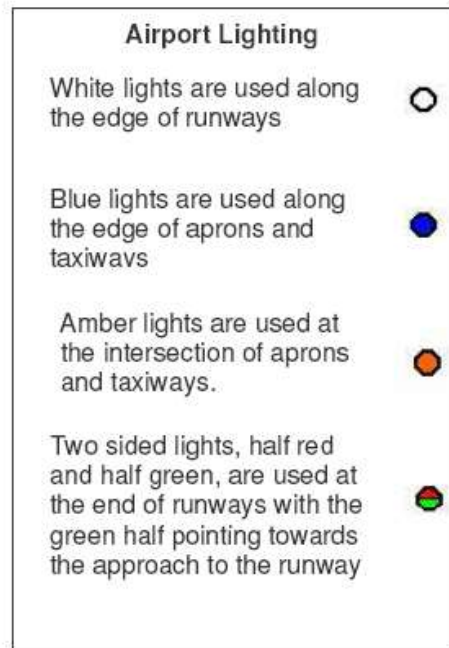 Airport Lighting
White lights are used along
the edge of runways
Blue lights are used along
the edge of aprons and
taxiwavs
Amber lights are used at
the intersection of aprons
and taxiways.
Two sided lights, half red
and half green, are used at
the end of runways with the
green half pointing towards
the approach to the runway